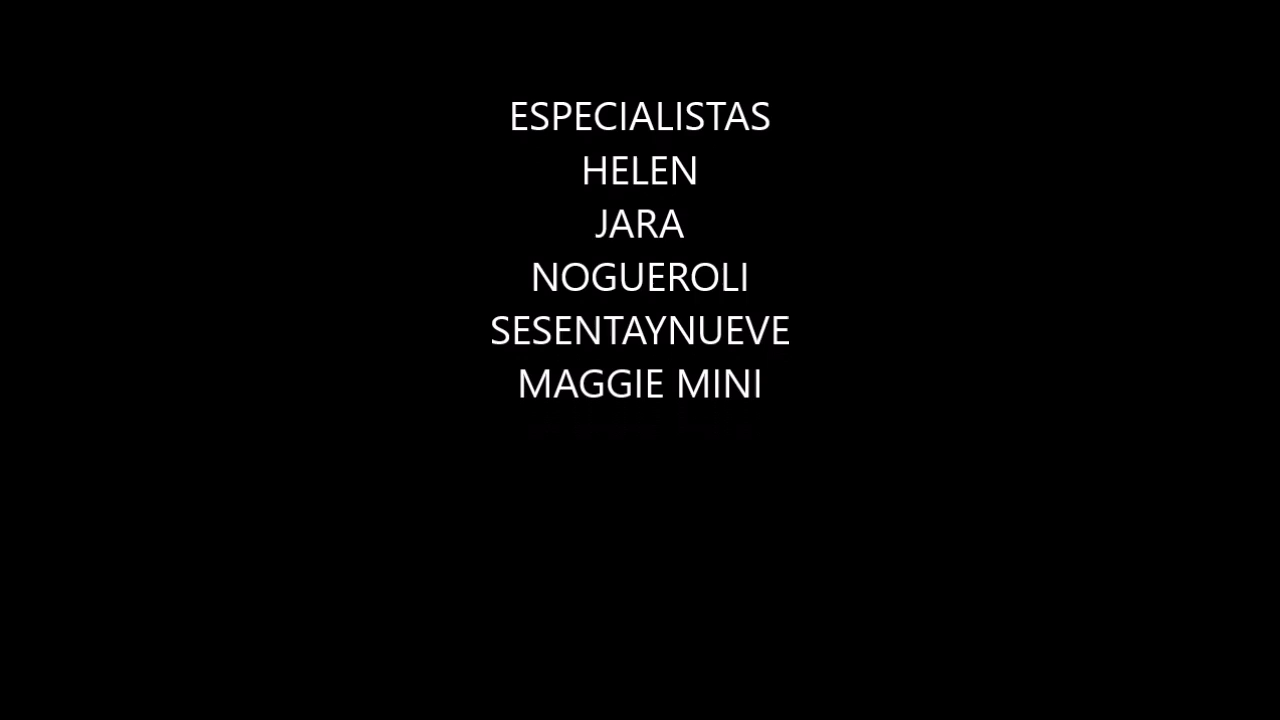 ESPECIALISTAS
HELEN
JARA
NOGUEROLI
SESENTAYNUEVE
MAGGIE MINI